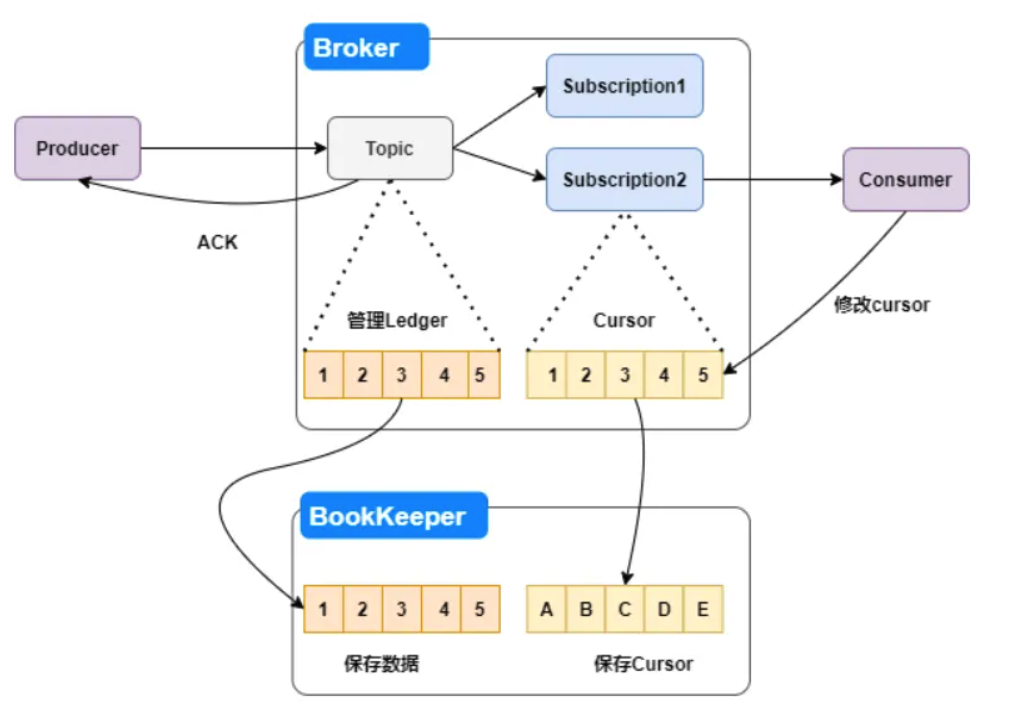 Broker
Subscription1
Producer
Topic
Subscription2
Consumer
ACK
管理Ledger
Cursor
修改cursor
1 2 3 4 5
1 2 3 4 5
BookKeeper
1 2 3 4 5
A B C D E
保存数据
保存Cursor